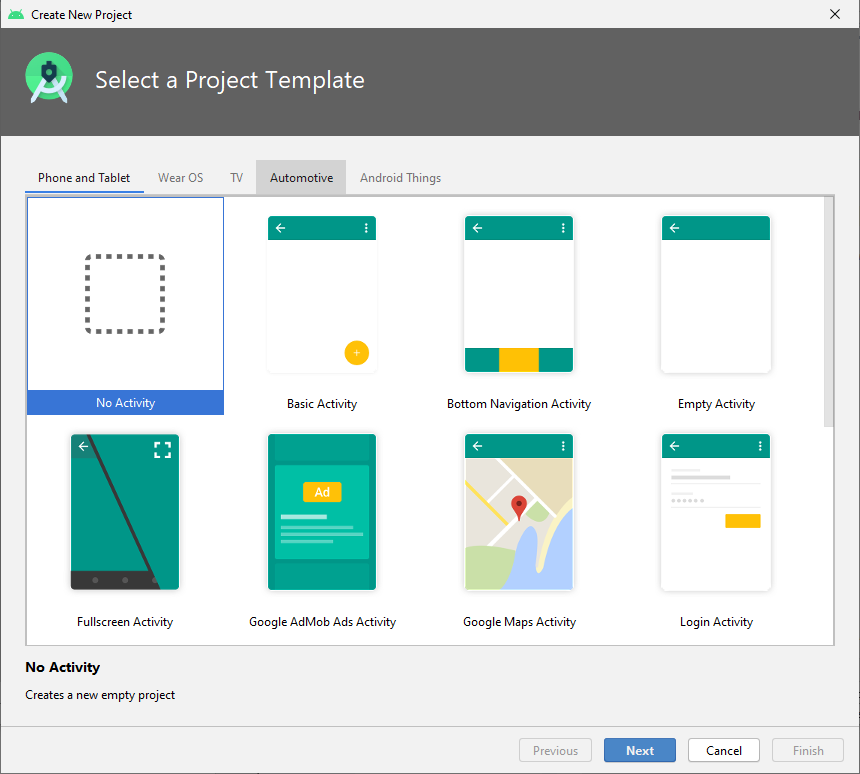 Create New Project
Select a Project Template
Phone and Tablet
Wear OS
TV
Automotive
Android Things
No Activity
Basic Activity
Bottom Navigation Activity
Empty Activity
Ad
Fullscreen Activity
Google AdMob Ads Activity
Google Maps Activity
Login Activity
No Activity
Creates a new empty project
Previous
Next
Cancel
Finish